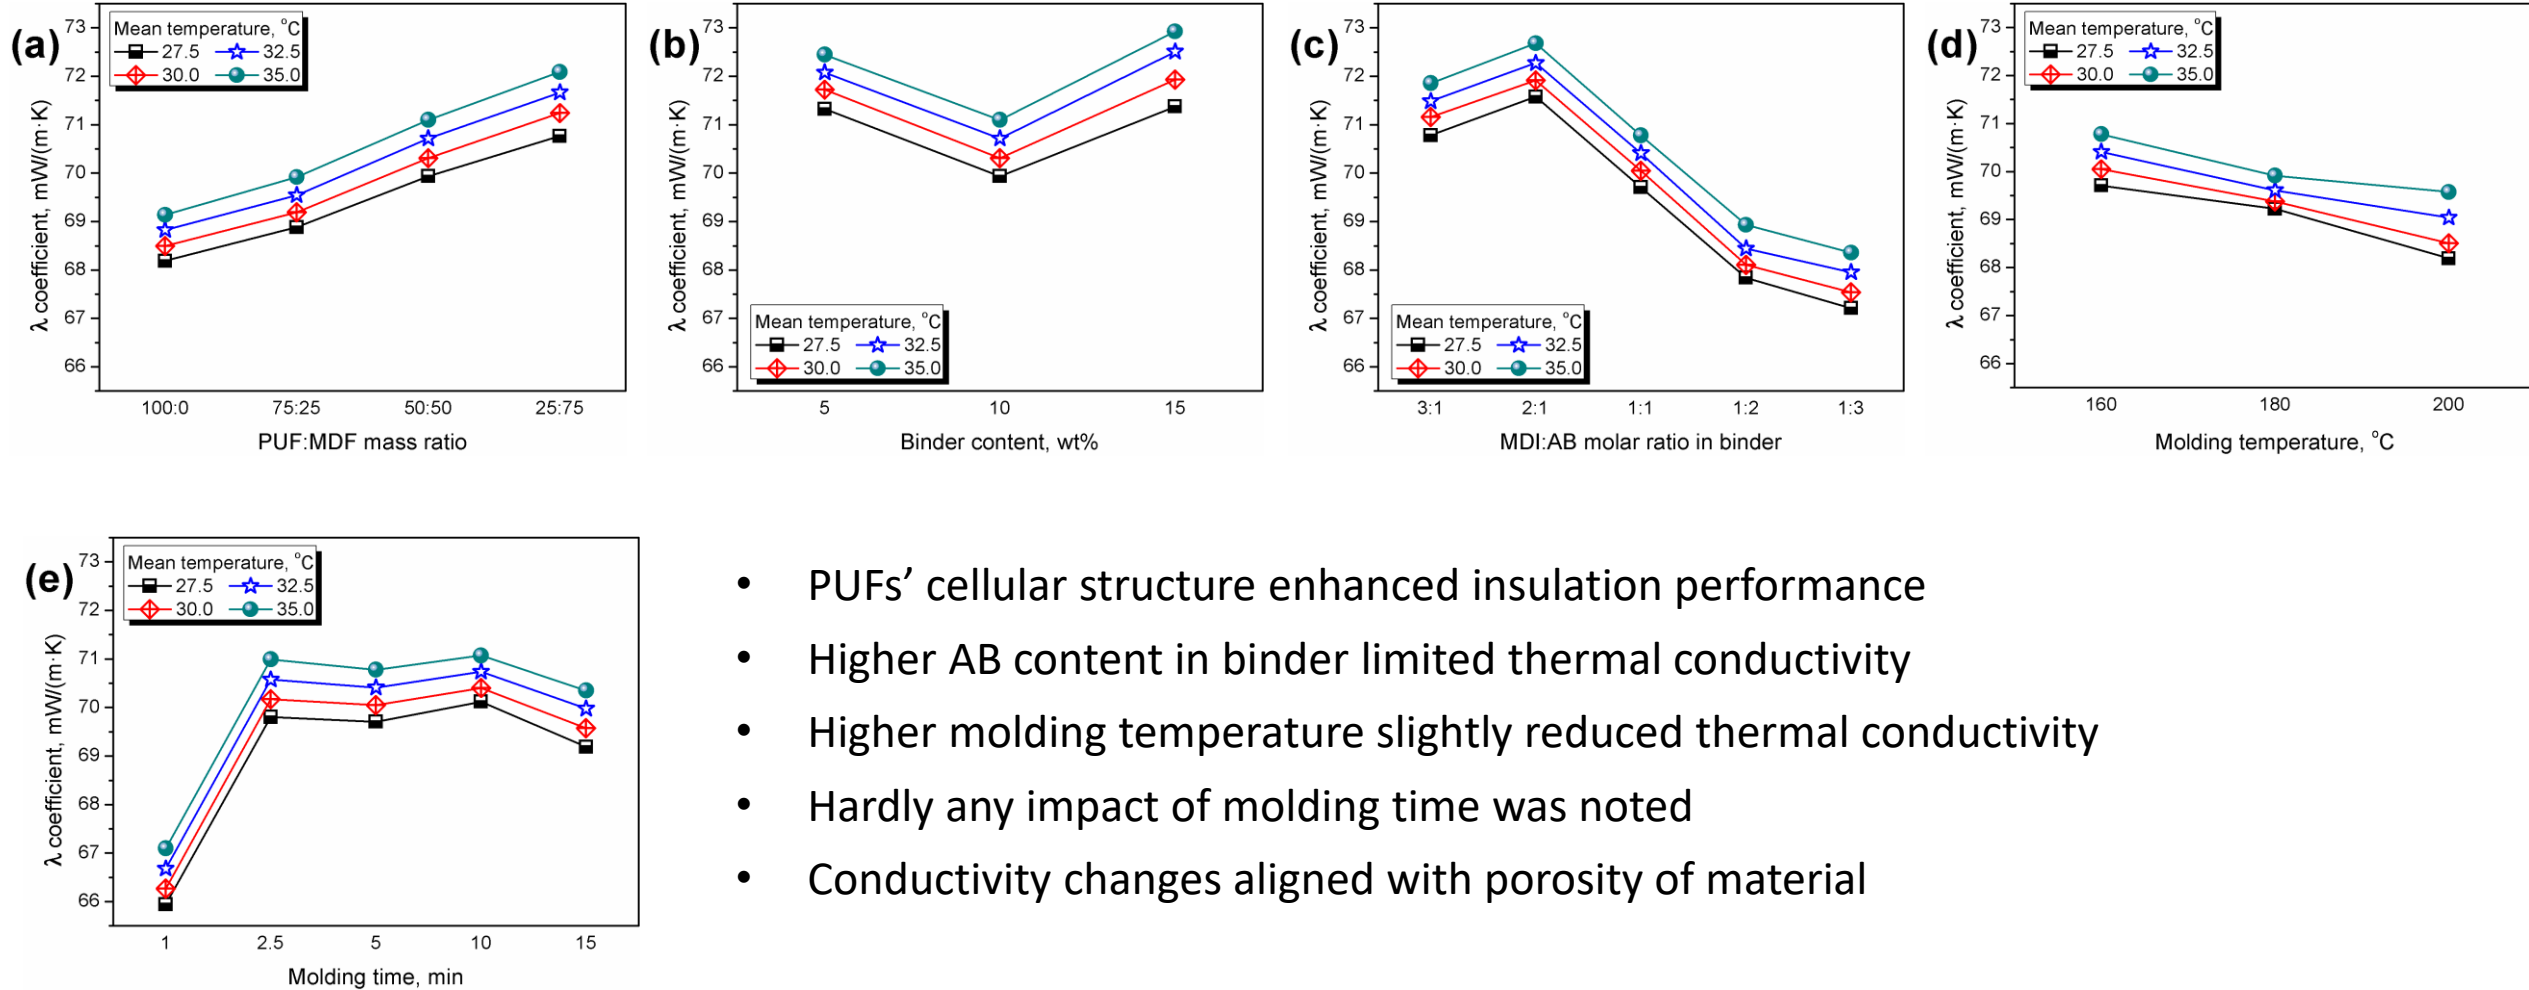 (a)
Mean temperature, °C
27.5 32.5
30.0 35.0
73
72
71
70
69
68
67
66
λ coefficient, mW/(m·K)
100:0 75:25 50:50 25:75
PUF:MDF mass ratio
(b)
73
72
71
70
69
68
67
66
λ coefficient, mW/(m·K)
Mean temperature, °C
27.5 32.5
30.0 35.0
5 10 15
Binder content, wt%
(c)
73
72
71
70
69
68
67
66
λ coefficient, mW/(m·K)
Mean temperature, °C
27.5 32.5
30.0 35.0
3:1 2:1 1:1 1:2 1:3
MDI:AB molar ratio in binder
(d)
Mean temperature, °C
27.5 32.5
30.0 35.0
73
72
71
70
69
68
67
66
λ coefficient, mW/(m·K)
160 180 200
Molding temperature, °C
(e)
Mean temperature, °C
27.5 32.5
30.0 35.0
73
72
71
70
69
68
67
66
λ coefficient, mW/(m·K)
1 2.5 5 10 15
Molding time, min
• PUFs’ cellular structure enhanced insulation performance
• Higher AB content in binder limited thermal conductivity
• Higher molding temperature slightly reduced thermal conductivity
• Hardly any impact of molding time was noted
• Conductivity changes aligned with porosity of material